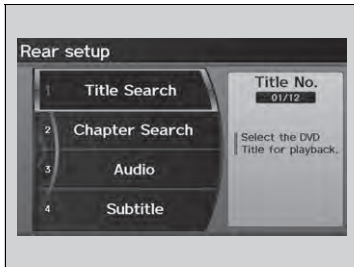 Rear setup
1 Title Search
2 Chapter Search
3 Audio
4 Subtitle
Title No.
01/12
Select the DVD
Title for playback.